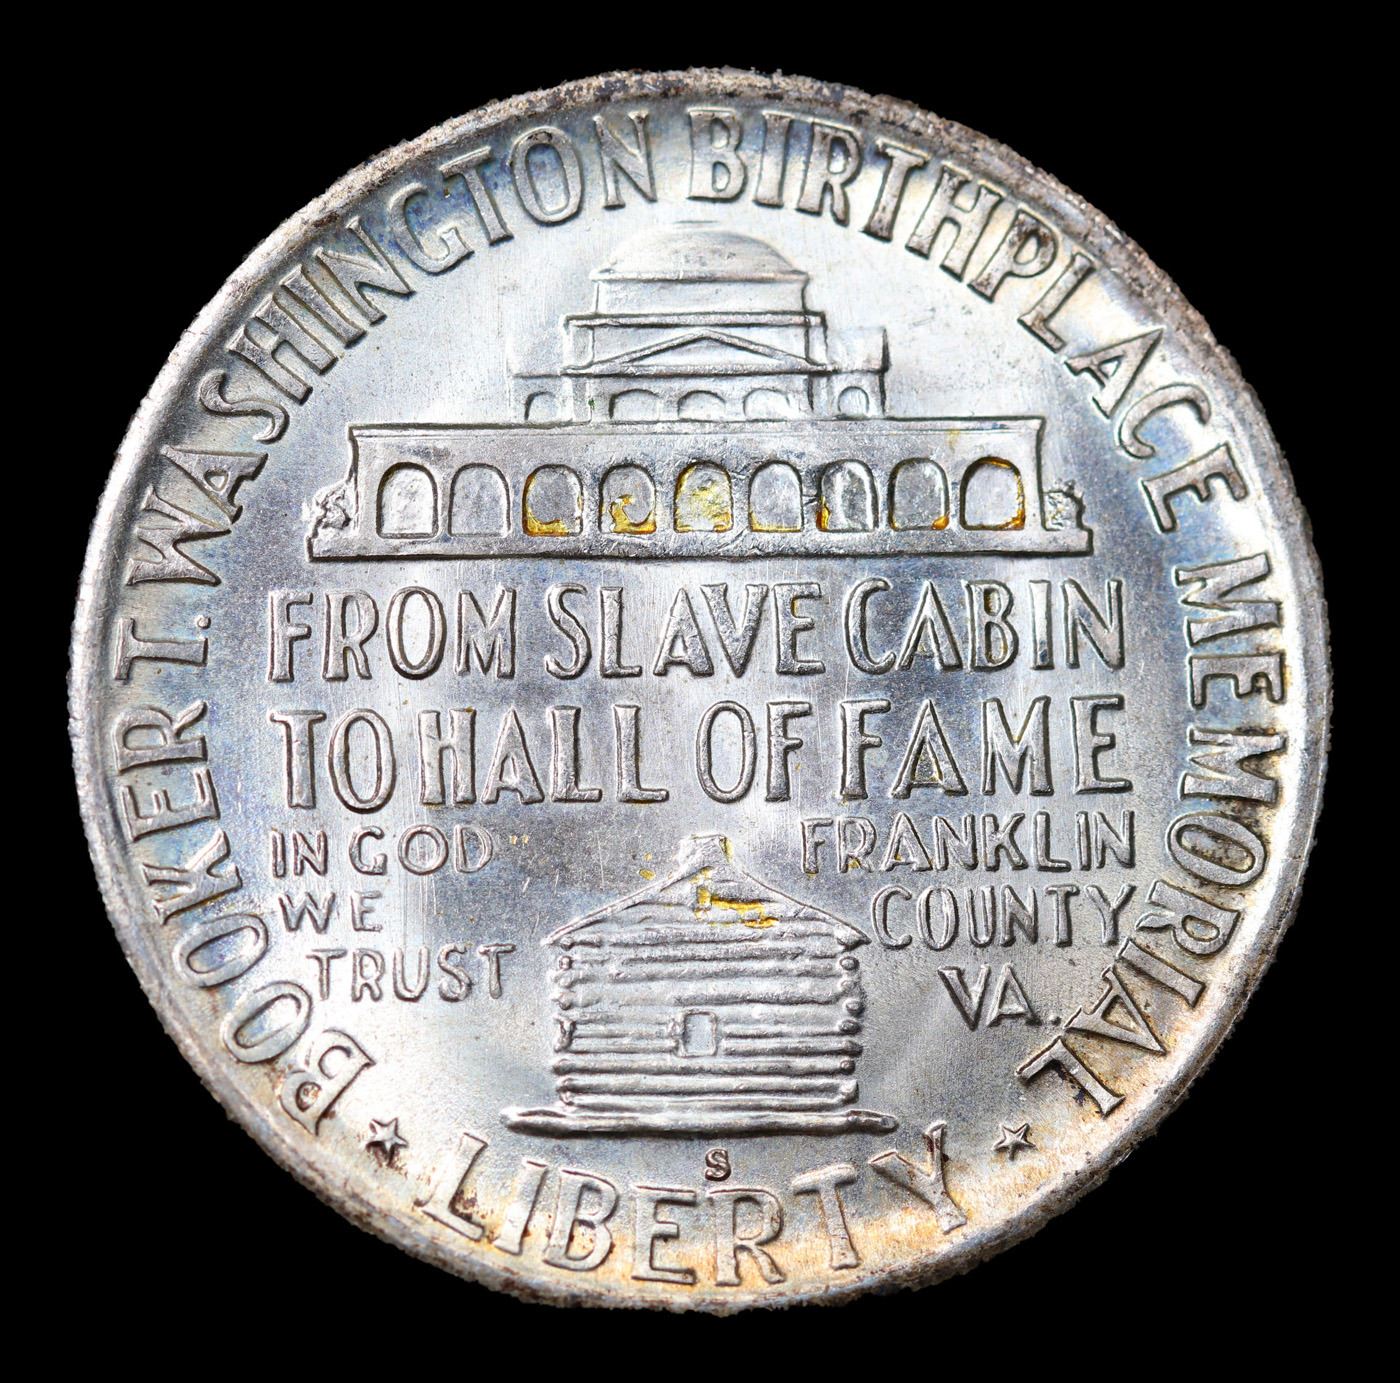 BOOKER T. WASHINGTON BIRTHPLACE MEMORIAL
FROM SLAVE CABIN
TO HALL OF FAME
IN GOD
WE
TRUST
FRANKLIN
COUNTY
VA.
S
LIBERTY